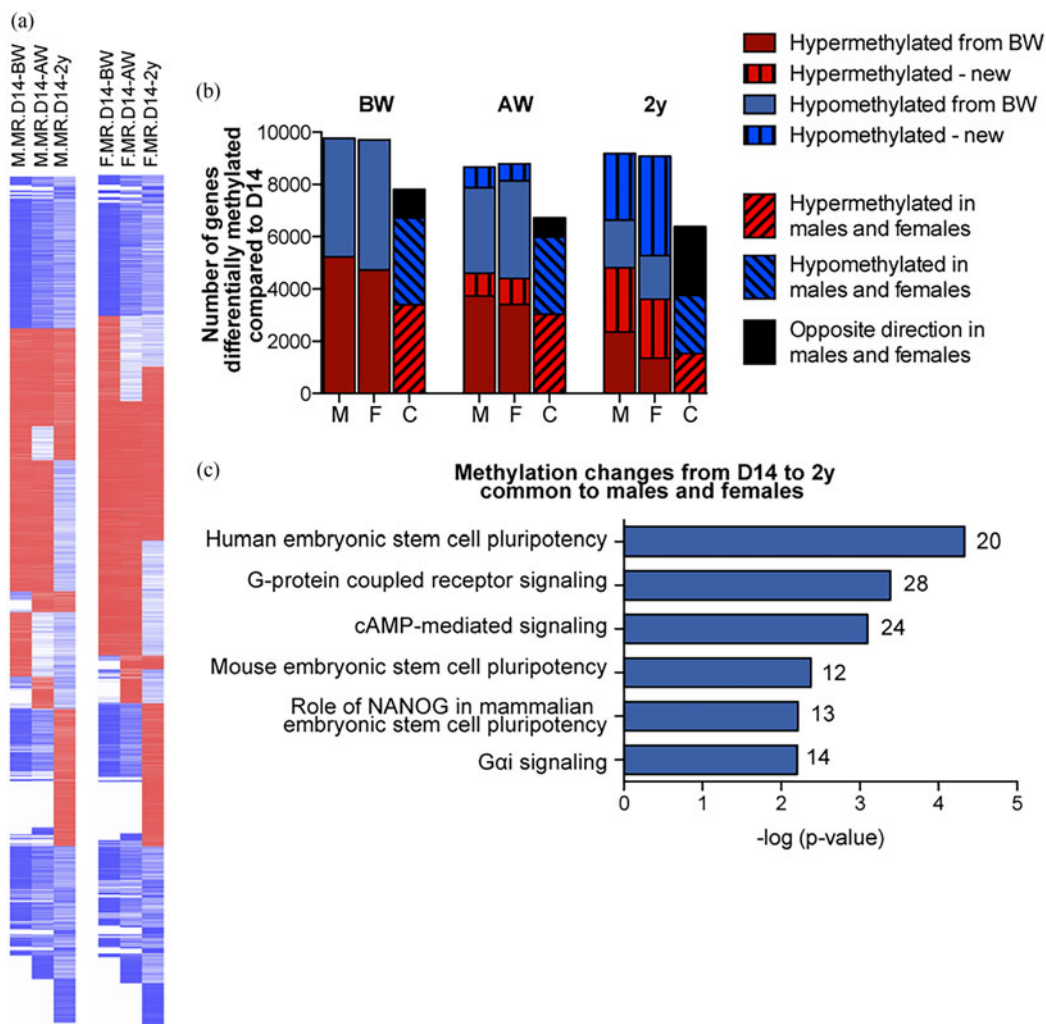 (a)
M.MR.D14-BW
M.MR.D14-AW
M.MR.D14-2y
F.MR.D14-BW
F.MR.D14-AW
F.MR.D14-2y
(b)
BW
AW
2y
Number of genes
differentially methylated
compared to D14
10000
8000
6000
4000
2000
0
M
F
C
M
F
C
M
F
C
Hypermethylated from BW
Hypermethylated - new
Hypomethylated from BW
Hypomethylated - new
Hypermethylated in
males and females
Hypomethylated in
males and females
Opposite direction in
males and females
(c)
Methylation changes from D14 to 2y
common to males and females
Human embryonic stem cell pluripotency
20
G-protein coupled receptor signaling
28
cAMP-mediated signaling
24
Mouse embryonic stem cell pluripotency
12
Role of NANOG in mammalian
embryonic stem cell pluripotency
13
Gαi signaling
14
0
1
2
3
4
5
-log (p-value)